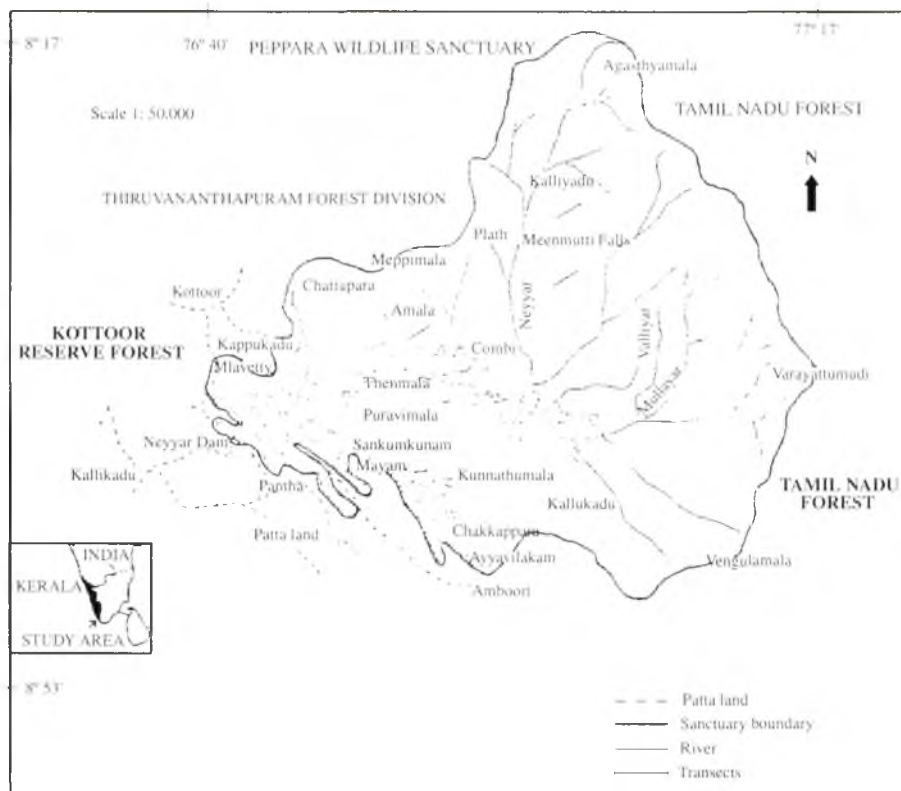 77° 17'
8° 17'
76° 40'
PEPPARA WILDLIFE SANCTUARY
Agasthyamala
Scale 1: 50,000
TAMIL NADU FOREST
N
Kalliyadu
THIRUVANANTHAPURAM FOREST DIVISION
Plath
Meenmutti Falls
Meppimala
Chattapara
Kottoor
Neyyar
Amala
KOTTOOR
RESERVE FOREST
Kappukadu
Mlavetty
Combi
Valliyar
Varayattumudi
Thenmala
Mullayar
Puravimala
Neyyar Dam
Sankumkunam
Mayam
Kallikadu
Kunnathumala
Pantha
Kallukadu
TAMIL NADU
FOREST
Patta land
Chakkappara
Ayyavilakam
Vengulamala
Amboori
INDIA
KERALA
STUDY AREA
8° 53'
Patta land
Sanctuary boundary
River
Transects